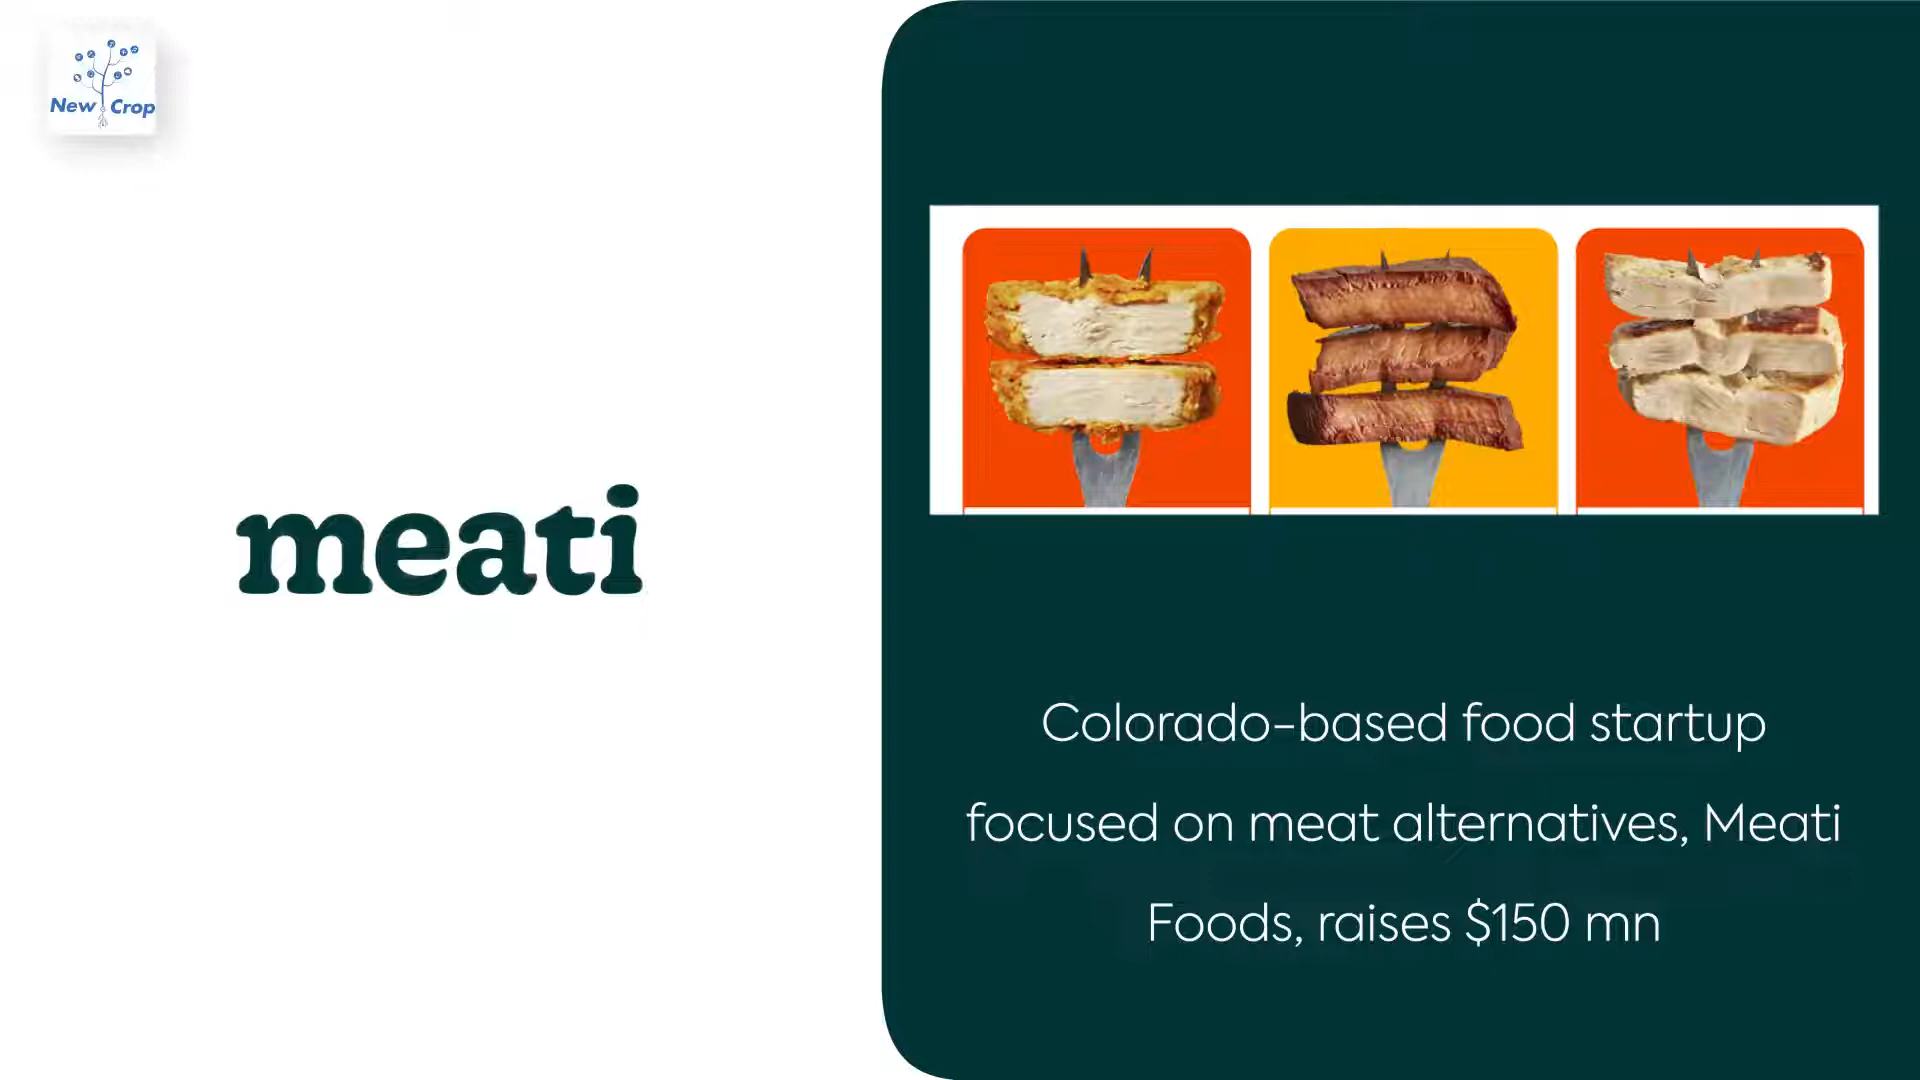 New Crop
meati
Colorado-based food startup
focused on meat alternatives, Meati
Foods, raises $150 mn